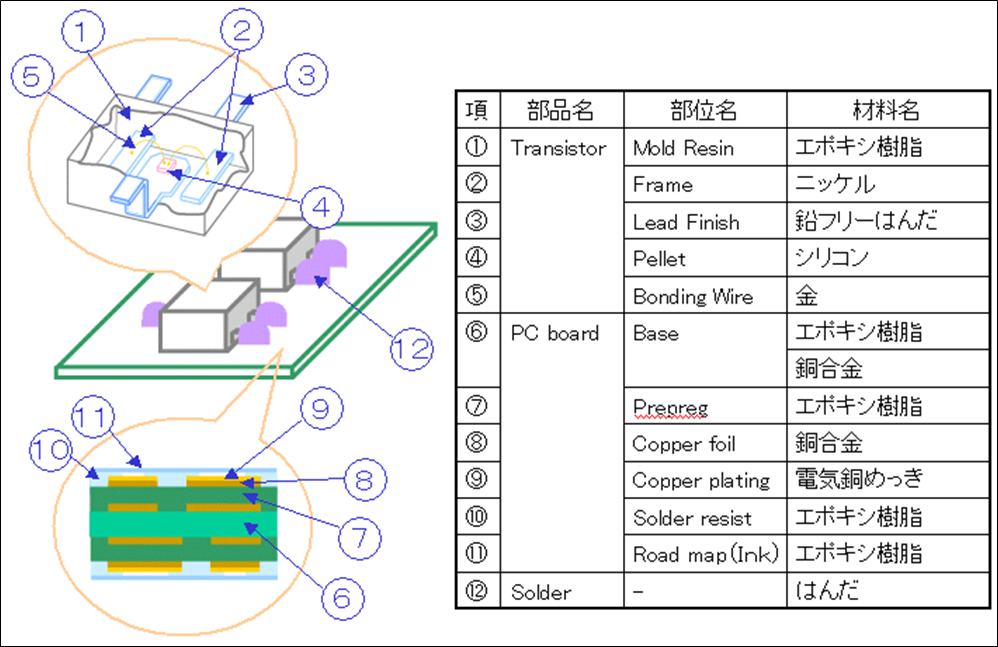 ①
②
⑤
③
④
⑫
⑪
⑨
⑩
⑧
⑦
⑥
項 部品名 部位名 材料名
① Transistor Mold Resin エポキシ樹脂
② Frame ニッケル
③ Lead Finish 鉛フリーはんだ
④ Pellet シリコン
⑤ Bonding Wire 金
⑥ PC board Base エポキシ樹脂
銅合金
⑦ Prepreg エポキシ樹脂
⑧ Copper foil 銅合金
⑨ Copper plating 電気銅めっき
⑩ Solder resist エポキシ樹脂
⑪ Road map(Ink) エポキシ樹脂
⑫ Solder - はんだ